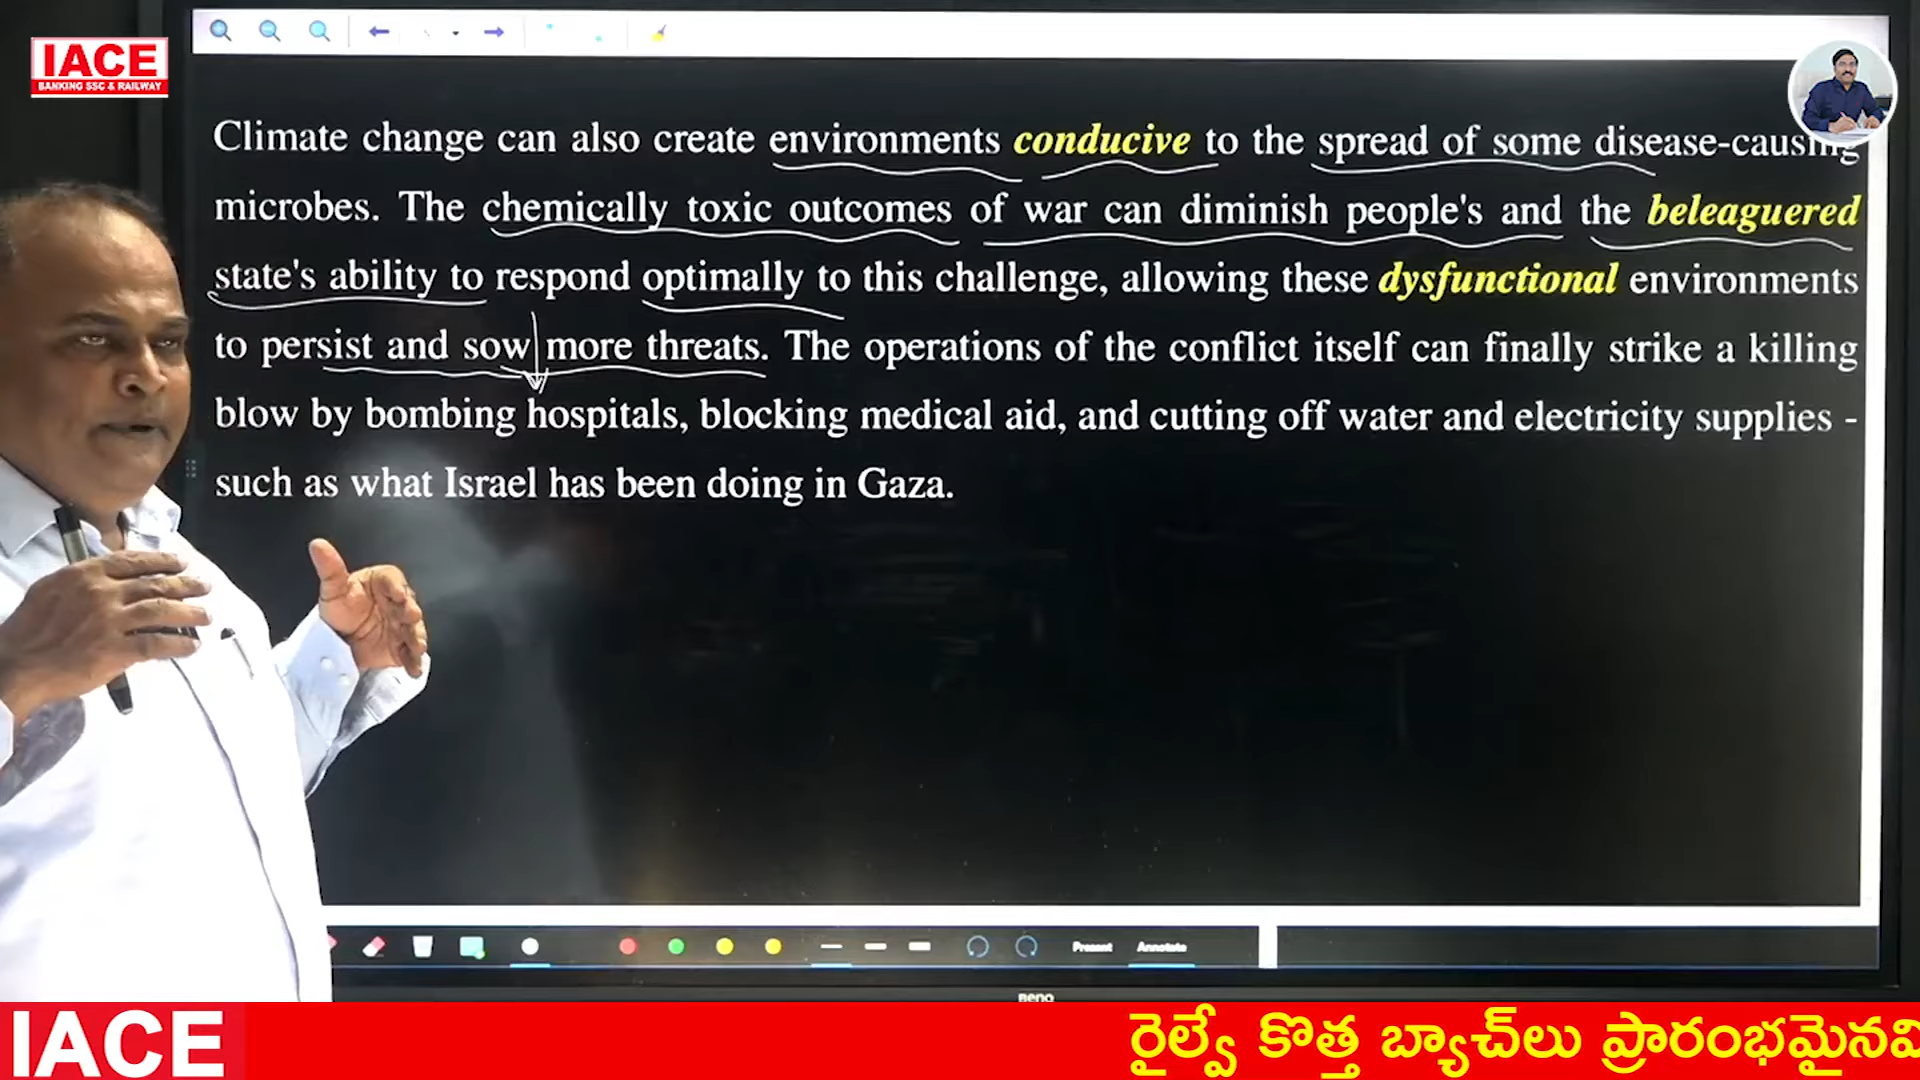 IACE
BANKING SSC & RAILWAY
Climate change can also create environments conducive to the spread of some disease-causing
microbes. The chemically toxic outcomes of war can diminish people's and the beleaguered
state's ability to respond optimally to this challenge, allowing these dysfunctional environments
to persist and sow more threats. The operations of the conflict itself can finally strike a killing
blow by bombing hospitals, blocking medical aid, and cutting off water and electricity supplies -
such as what Israel has been doing in Gaza.
Present Annotate
BenQ
IACE రైల్వే కొత్త బ్యాచ్‌లు ప్రారంభమైనవి